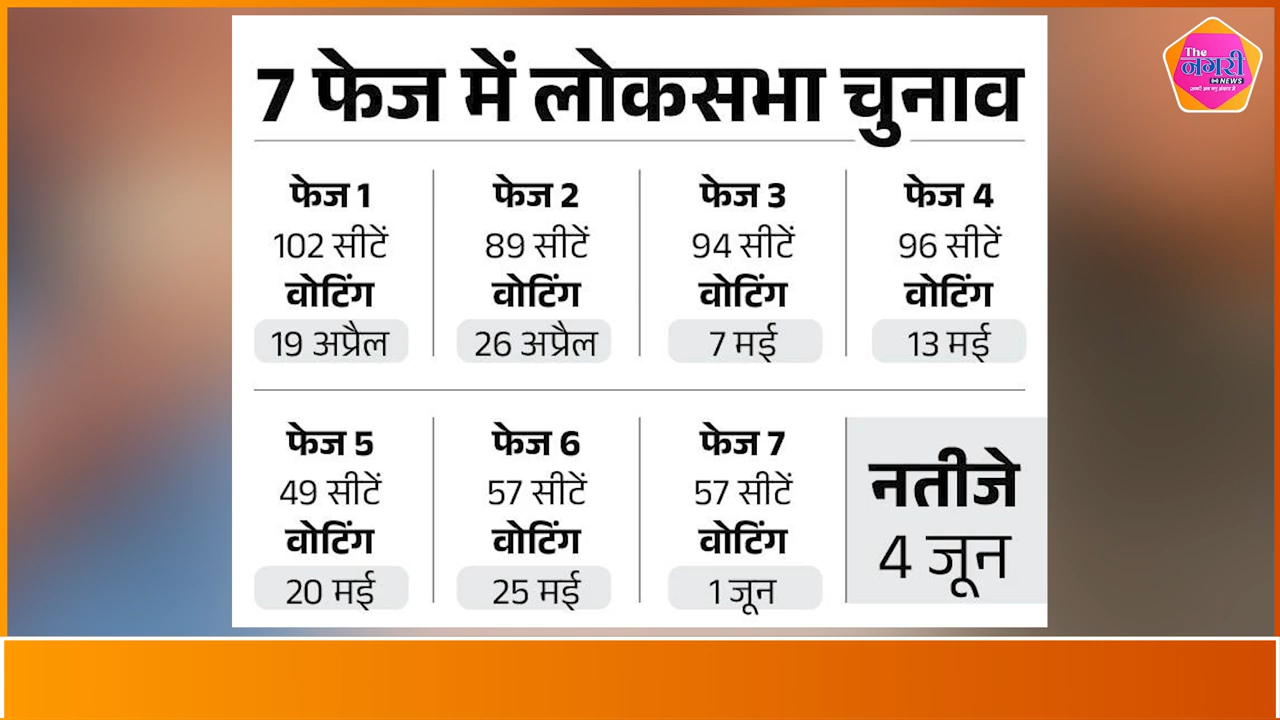 7 फेज में लोकसभा चुनाव
फेज 1
102 सीटें
वोटिंग
19 अप्रैल
फेज 2
89 सीटें
वोटिंग
26 अप्रैल
फेज 3
94 सीटें
वोटिंग
7 मई
फेज 4
96 सीटें
वोटिंग
13 मई
फेज 5
49 सीटें
वोटिंग
20 मई
फेज 6
57 सीटें
वोटिंग
25 मई
फेज 7
57 सीटें
वोटिंग
1 जून
नतीजे
4 जून
The
नगरी
NEWS